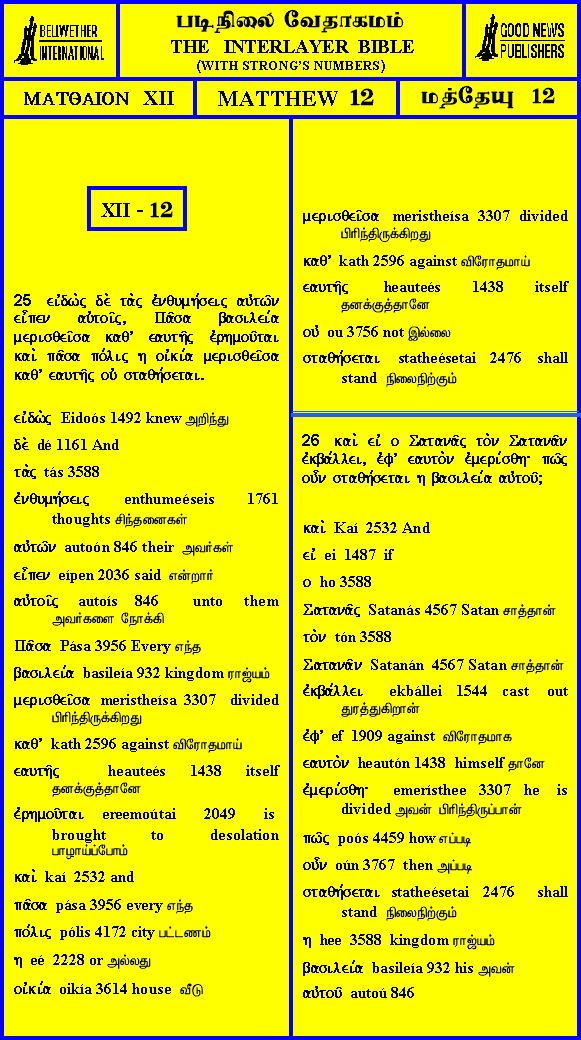 BELLWETHER
INTERNATIONAL
படிநிலை வேதாகமம்
THE INTERLAYER BIBLE
(WITH STRONG'S NUMBERS)
GOOD NEWS
PUBLISHERS
ΜΑΤΘΑΙΟΝ XII
MATTHEW 12
மத்தேயு 12
XII - 12
25 εἰδὼς δὲ τὰς ἐνθυμήσεις αὐτῶν
εἶπεν αὐτοῖς, Πᾶσα βασιλεία
μερισθεῖσα καθ' εαυτῆς ἐρημοῦται
καὶ πᾶσα πόλις η οἰκία μερισθεῖσα
καθ' εαυτῆς οὐ σταθήσεται.
εἰδὼς Eidoós 1492 knew அறிந்து
δὲ dé 1161 And
τὰς tás 3588
ἐνθυμήσεις enthumeéseis 1761
thoughts சிந்தனைகள்
αὐτῶν autoón 846 their அவர்கள்
εἶπεν eípen 2036 said என்றார்
αὐτοῖς autoís 846 unto them
அவர்களை நோக்கி
Πᾶσα Pása 3956 Every எந்த
βασιλεία basileía 932 kingdom ராஜ்யம்
μερισθεῖσα meristheísa 3307 divided
பிரிந்திருக்கிறது
καθ' kath 2596 against விரோதமாய்
εαυτῆς heauteés 1438 itself
தனக்குத்தானே
ἐρημοῦται ereemoútai 2049 is
brought to desolation
பாழாய்ப்போம்
καὶ kaí 2532 and
πᾶσα pása 3956 every எந்த
πόλις pólis 4172 city பட்டணம்
η eé 2228 or அல்லது
οἰκία oikía 3614 house வீடு
μερισθεῖσα meristheísa 3307 divided
பிரிந்திருக்கிறது
καθ' kath 2596 against விரோதமாய்
εαυτῆς heauteés 1438 itself
தனக்குத்தானே
οὐ ou 3756 not இல்லை
σταθήσεται statheésetai 2476 shall
stand நிலைநிற்கும்
26 καὶ εἰ ο Σατανᾶς τὸν Σατανᾶν
ἐκβάλλει, ἐφ' εαυτὸν ἐμερίσθη· πῶς
οὖν σταθήσεται η βασιλεία αὐτοῦ;
καὶ Kaí 2532 And
εἰ ei 1487 if
ο ho 3588
Σατανᾶς Satanás 4567 Satan சாத்தான்
τὸν tón 3588
Σατανᾶν Satanán 4567 Satan சாத்தான்
ἐκβάλλει ekbállei 1544 cast out
துரத்துகிறான்
ἐφ' ef 1909 against விரோதமாக
εαυτὸν heautón 1438 himself தானே
ἐμερίσθη· emerísthee 3307 he is
divided அவன் பிரிந்திருப்பான்
πῶς poós 4459 how எப்படி
οὖν oún 3767 then அப்படி
σταθήσεται statheésetai 2476 shall
stand நிலைநிற்கும்
η hee 3588 kingdom ராஜ்யம்
βασιλεία basileía 932 his அவன்
αὐτοῦ autoú 846